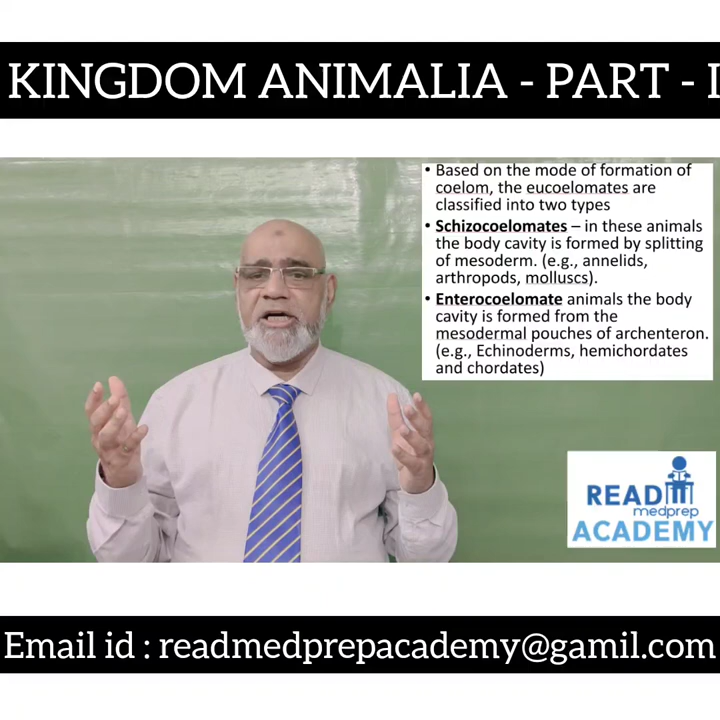 KINGDOM ANIMALIA - PART - I
• Based on the mode of formation of
coelom, the eucoelomates are
classified into two types
• Schizocoelomates – in these animals
the body cavity is formed by splitting
of mesoderm. (e.g., annelids,
arthropods, molluscs).
• Enterocoelomate animals the body
cavity is formed from the
mesodermal pouches of archenteron.
(e.g., Echinoderms, hemichordates
and chordates)
READ
medprep
ACADEMY
Email id : readmedprepacademy@gamil.com